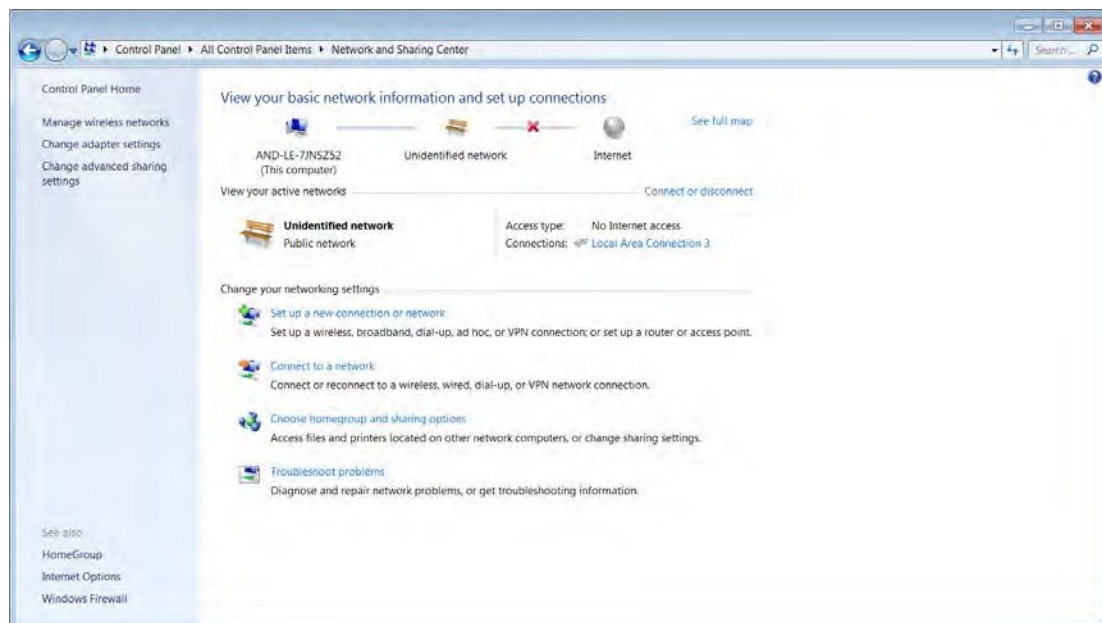 Control Panel ▸ All Control Panel Items ▸ Network and Sharing Center
Search...
Control Panel Home
Manage wireless networks
Change adapter settings
Change advanced sharing
settings
View your basic network information and set up connections
See full map
AND-LE-7JNSZ52
(This computer)
Unidentified network
Internet
View your active networks
Connect or disconnect
Unidentified network
Public network
Access type: No Internet access
Connections: Local Area Connection 3
Change your networking settings
Set up a new connection or network
Set up a wireless, broadband, dial-up, ad hoc, or VPN connection; or set up a router or access point.
Connect to a network
Connect or reconnect to a wireless, wired, dial-up, or VPN network connection.
Choose homegroup and sharing options
Access files and printers located on other network computers, or change sharing settings.
Troubleshoot problems
Diagnose and repair network problems, or get troubleshooting information.
See also
HomeGroup
Internet Options
Windows Firewall